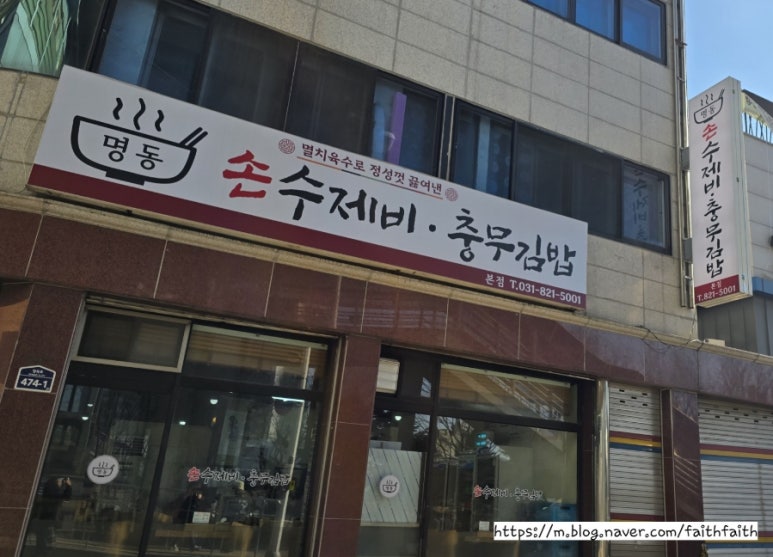 명동
멸치육수로 정성껏 끓여낸
손수제비·충무김밥
본점 T.031-821-5001
명동
손수제비·충무김밥
본점
T.821-5001
474-1
명동
손수제비·충무김밥
손수제비·충무김밥
https://m.blog.naver.com/faithfaith